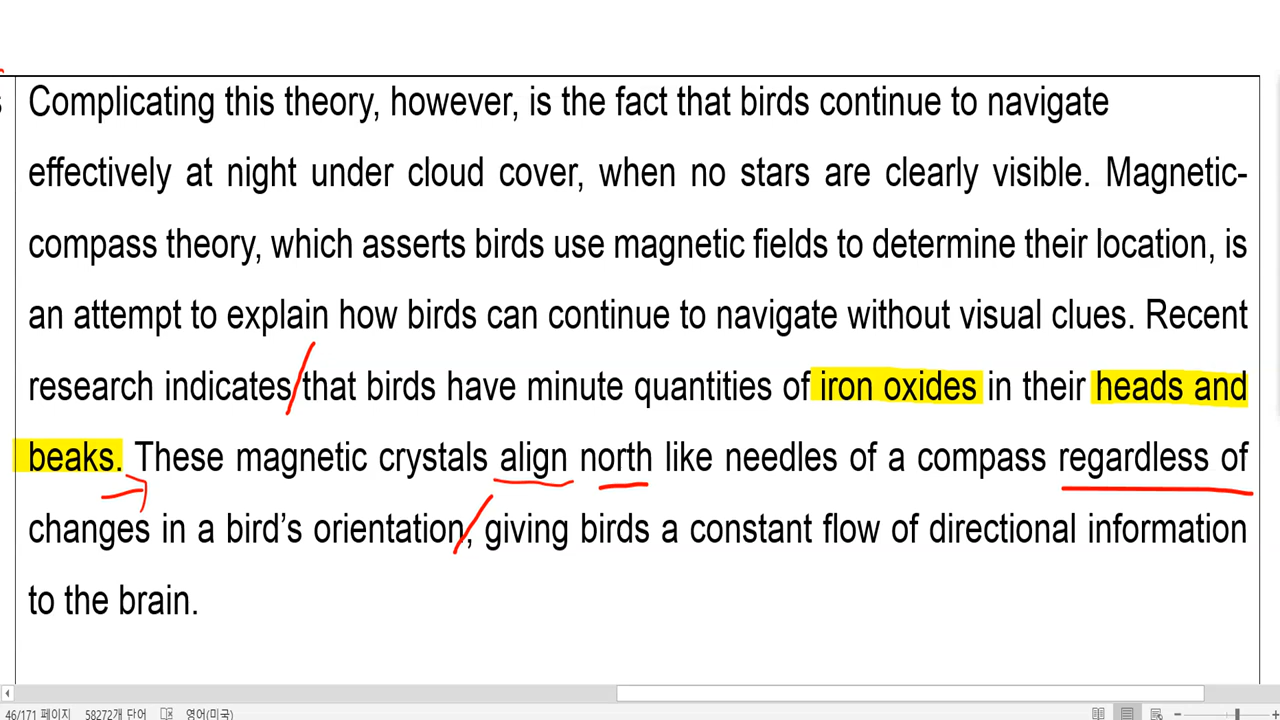 Complicating this theory, however, is the fact that birds continue to navigate
effectively at night under cloud cover, when no stars are clearly visible. Magnetic-
compass theory, which asserts birds use magnetic fields to determine their location, is
an attempt to explain how birds can continue to navigate without visual clues. Recent
research indicates that birds have minute quantities of iron oxides in their heads and
beaks. These magnetic crystals align north like needles of a compass regardless of
changes in a bird's orientation, giving birds a constant flow of directional information
to the brain.
46/171 페이지 58272개 단어 영어(미국)